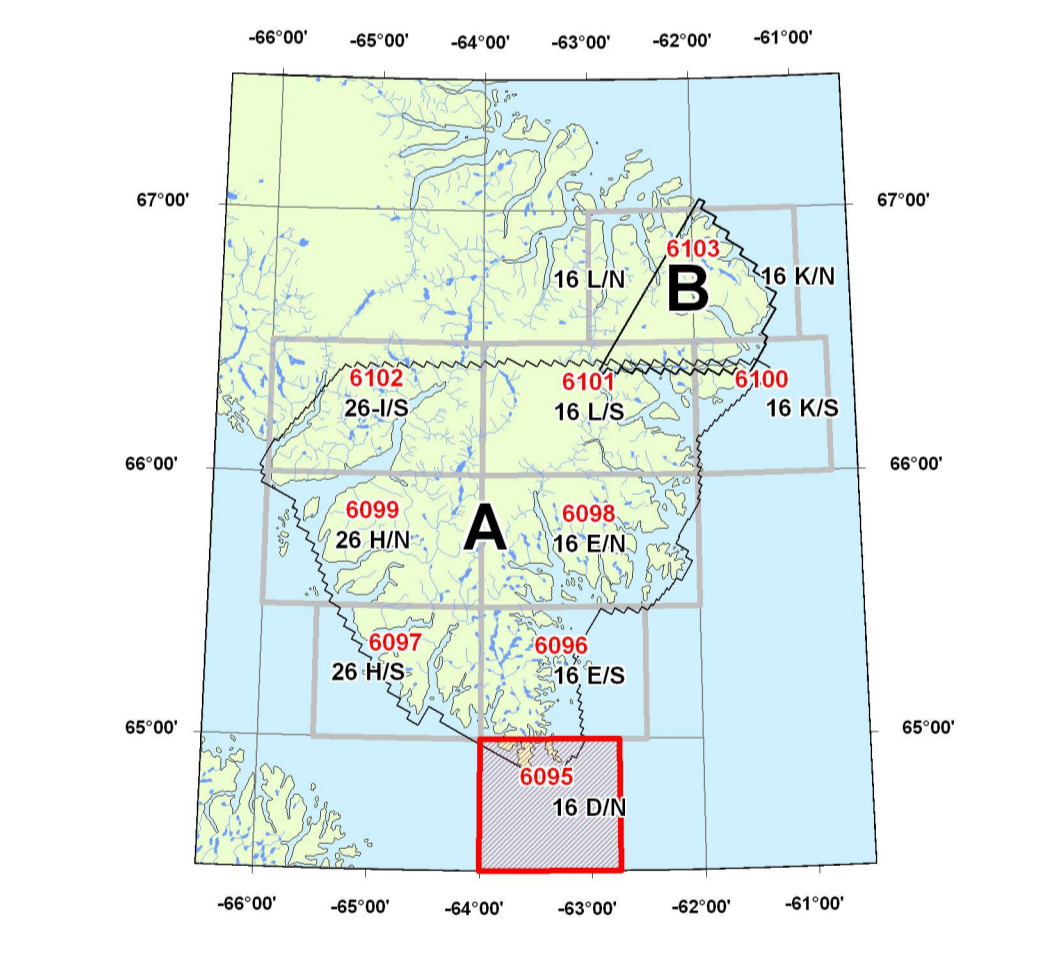 -66°00' -65°00' -64°00' -63°00' -62°00' -61°00'
67°00' 67°00'
6103
16 L/N B 16 K/N
6102 6101 6100
26-I/S 16 L/S 16 K/S
66°00' 66°00'
6099 A 6098
26 H/N 16 E/N
6097 6096
26 H/S 16 E/S
65°00' 65°00'
6095
16 D/N
-66°00' -65°00' -64°00' -63°00' -62°00' -61°00'